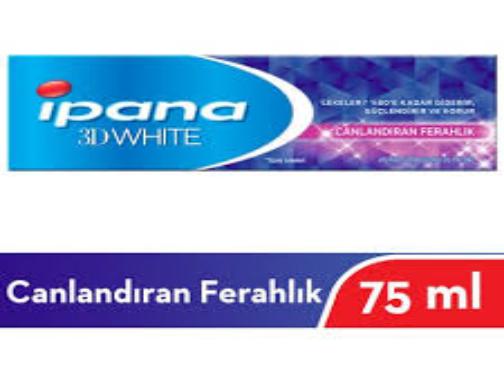 ipana
3D WHITE
LEKELERİ %80'E KADAR GİDERİR,
GÜÇLENDİRİR VE KORUR
CANLANDIRAN FERAHLIK
Canlandıran Ferahlık
75 ml